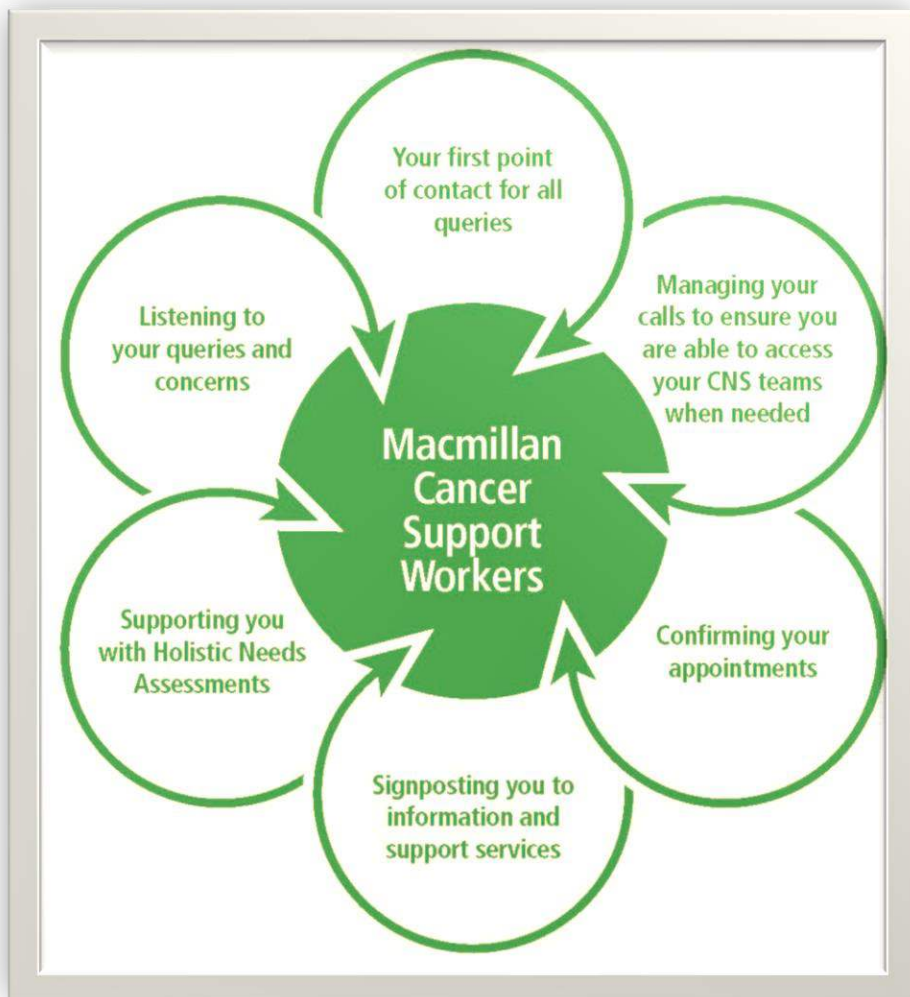 Your first point
of contact for all
queries
Managing your
calls to ensure you
are able to access
your CNS teams
when needed
Confirming your
appointments
Signposting you to
information and
support services
Supporting you
with Holistic Needs
Assessments
Listening to
your queries and
concerns
Macmillan
Cancer
Support
Workers